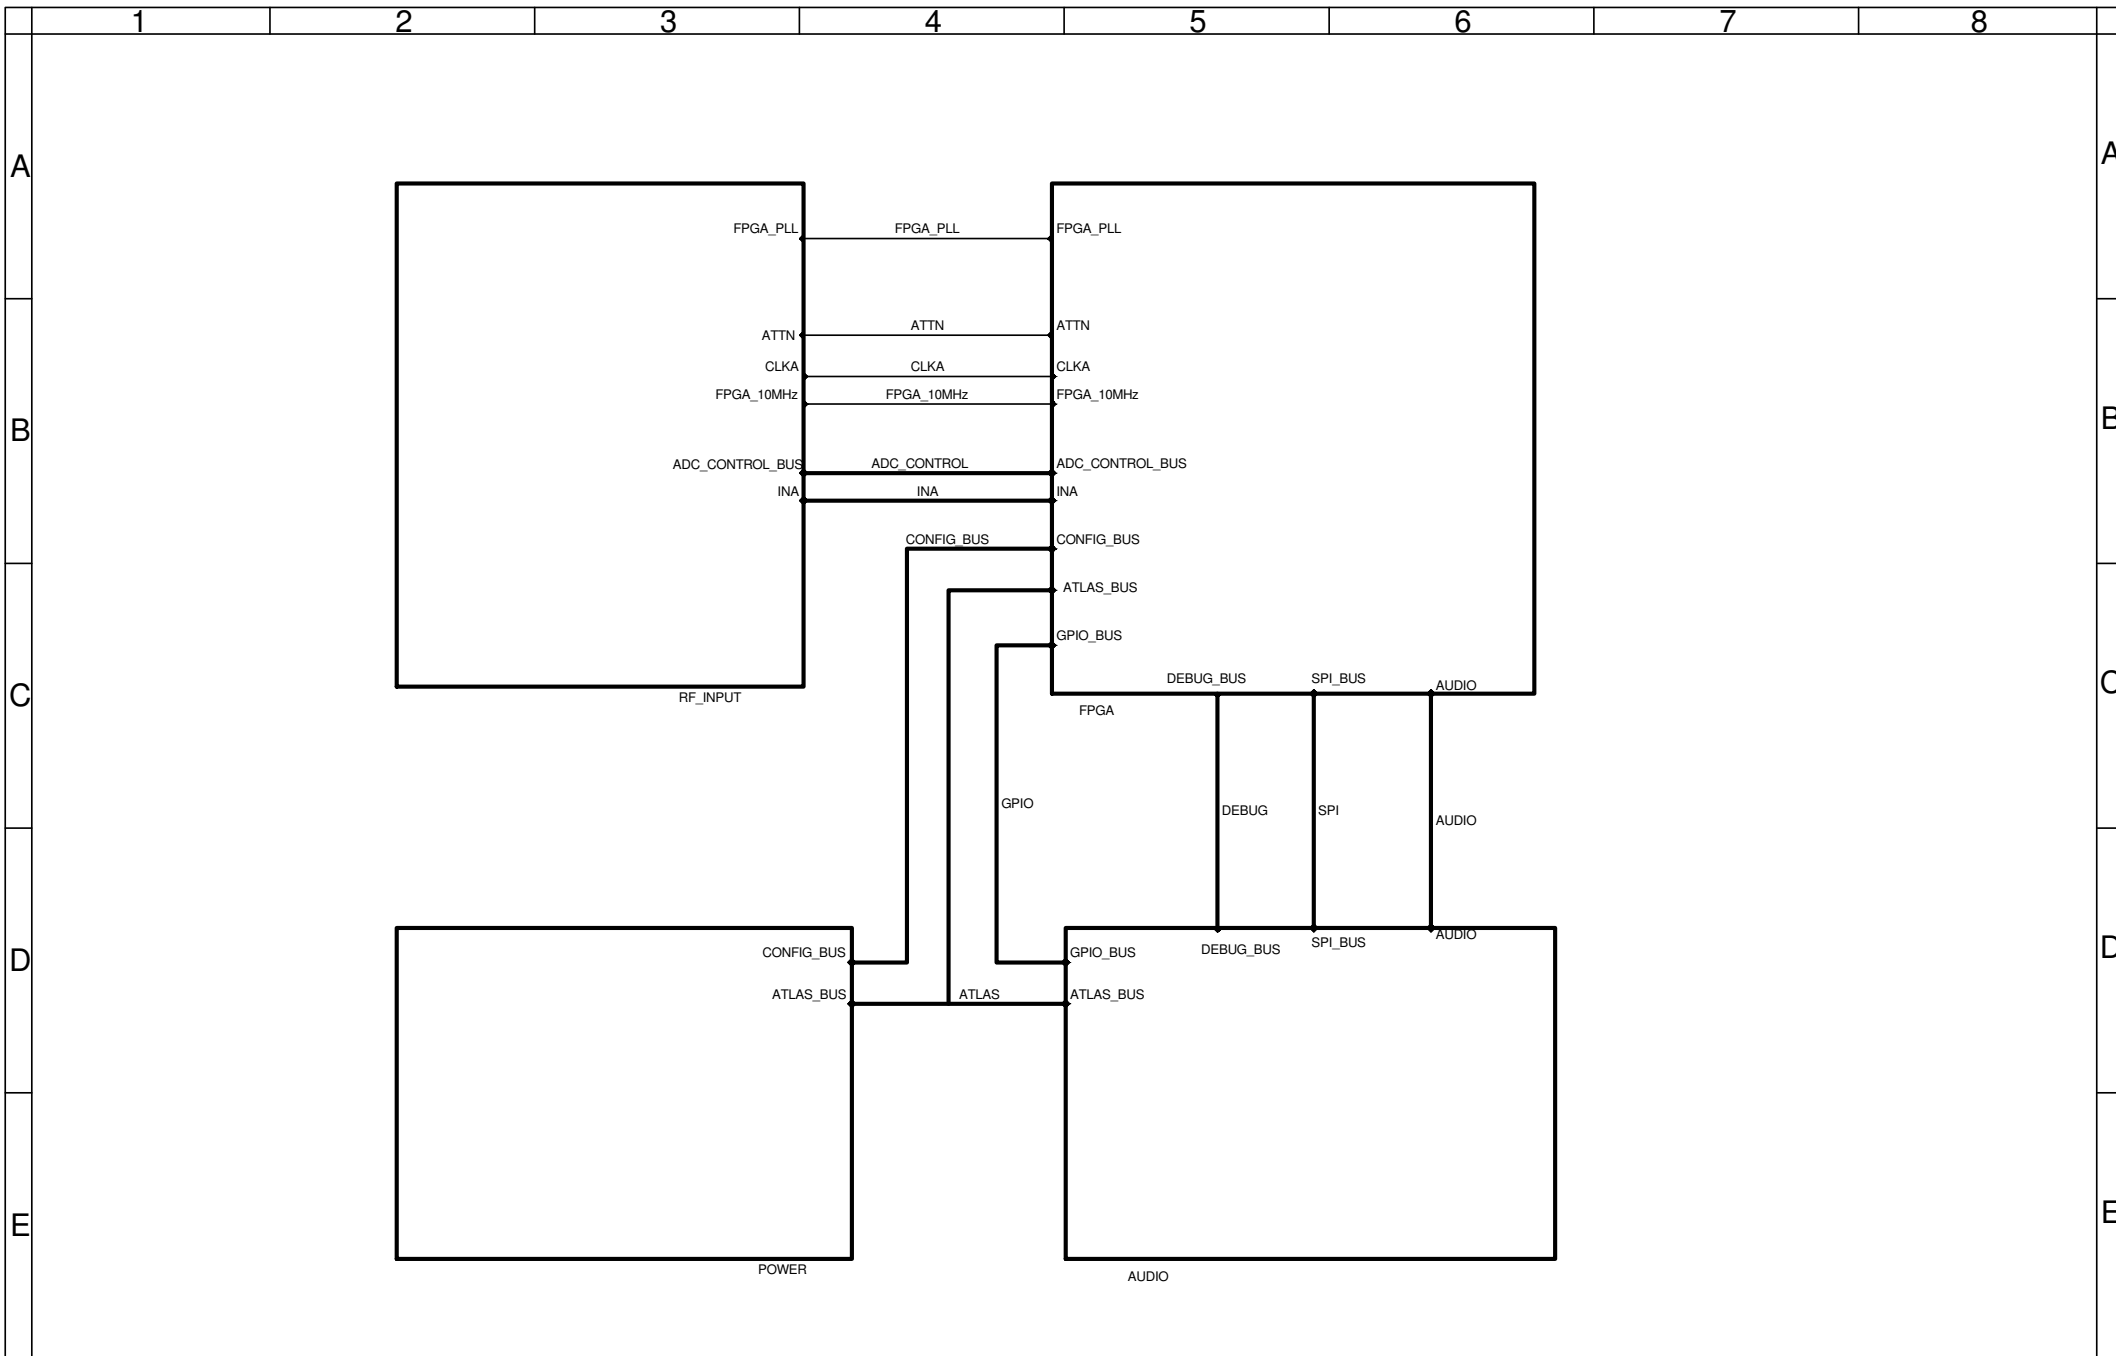 1 2 3 4 5 6 7 8
A A
FPGA_PLL FPGA_PLL FPGA_PLL
ATTN ATTN ATTN
CLKA CLKA CLKA
FPGA_10MHz FPGA_10MHz FPGA_10MHz
B B
ADC_CONTROL_BUS ADC_CONTROL ADC_CONTROL_BUS
INA INA INA
CONFIG_BUS CONFIG_BUS
ATLAS_BUS
GPIO_BUS
DEBUG_BUS SPI_BUS AUDIO
C C
RF_INPUT
FPGA
GPIO DEBUG SPI AUDIO
AUDIO
CONFIG_BUS GPIO_BUS DEBUG_BUS SPI_BUS
D D
ATLAS_BUS ATLAS ATLAS_BUS
E E
POWER
AUDIO